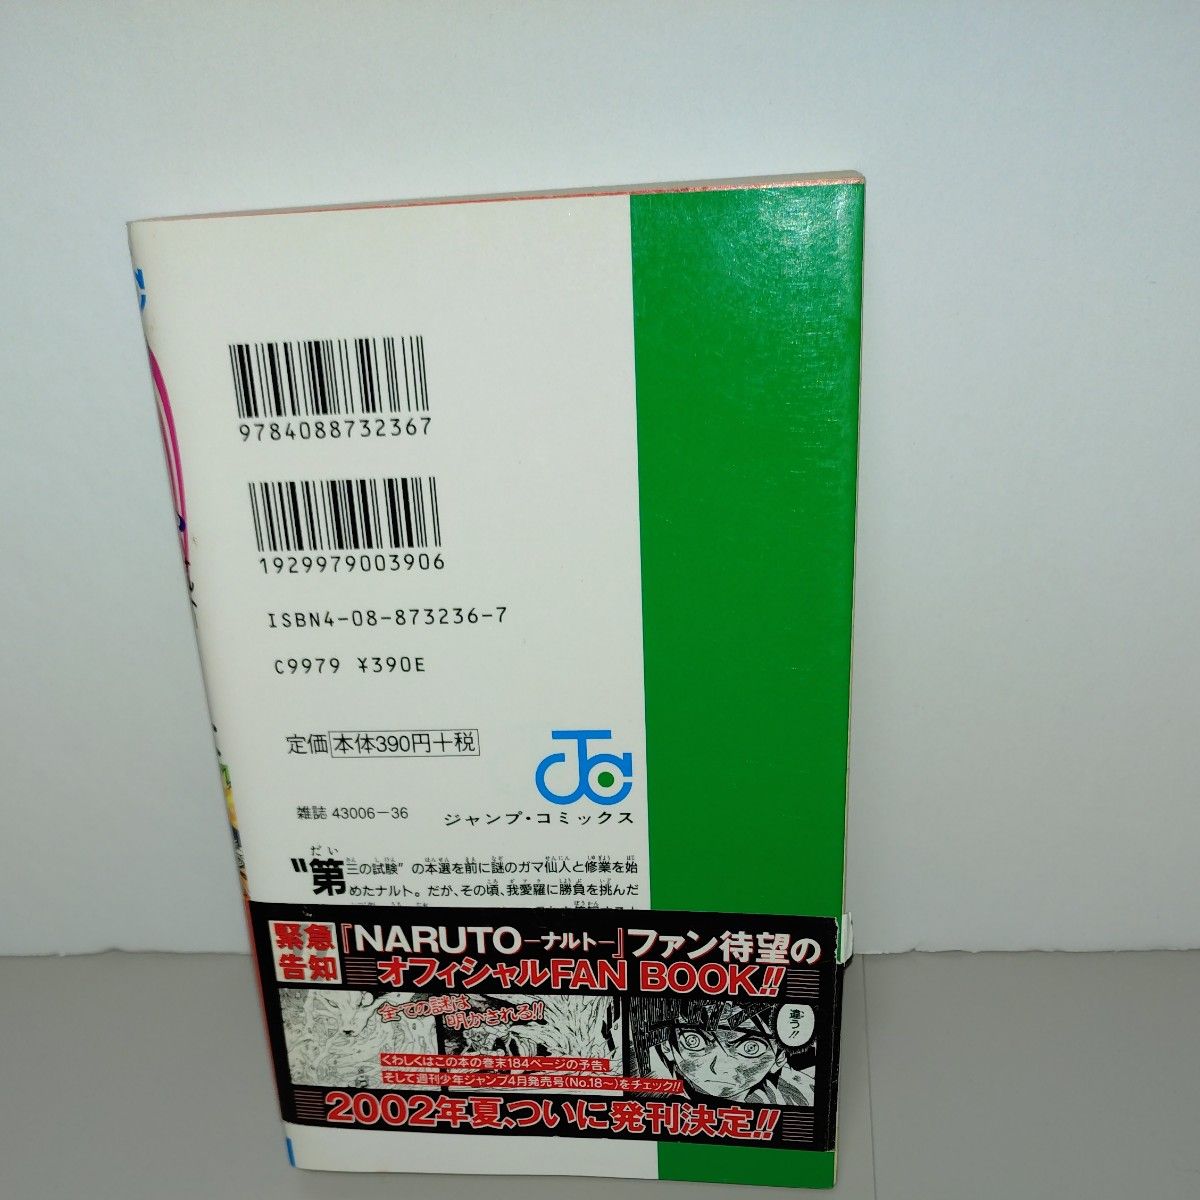 9784088732367
1929979003906
ISBN4-08-873236-7
C9979 ¥390E
定価 本体390円+税
JC
ジャンプ・コミックス
雑誌 43006-36
"第三の試験"の本選を前に謎のガマ仙人と修業を始
めたナルト。だが、その頃、我愛羅に勝負を挑んだ
緊急
告知
『NARUTO―ナルト―』ファン待望の
オフィシャルFAN BOOK!!
全ての謎は
明かされる!!
違う!!
くわしくはこの本の巻末184ページの予告、
そして週刊少年ジャンプ4月発売号(No.18〜)をチェック!!
2002年夏、ついに発刊決定!!